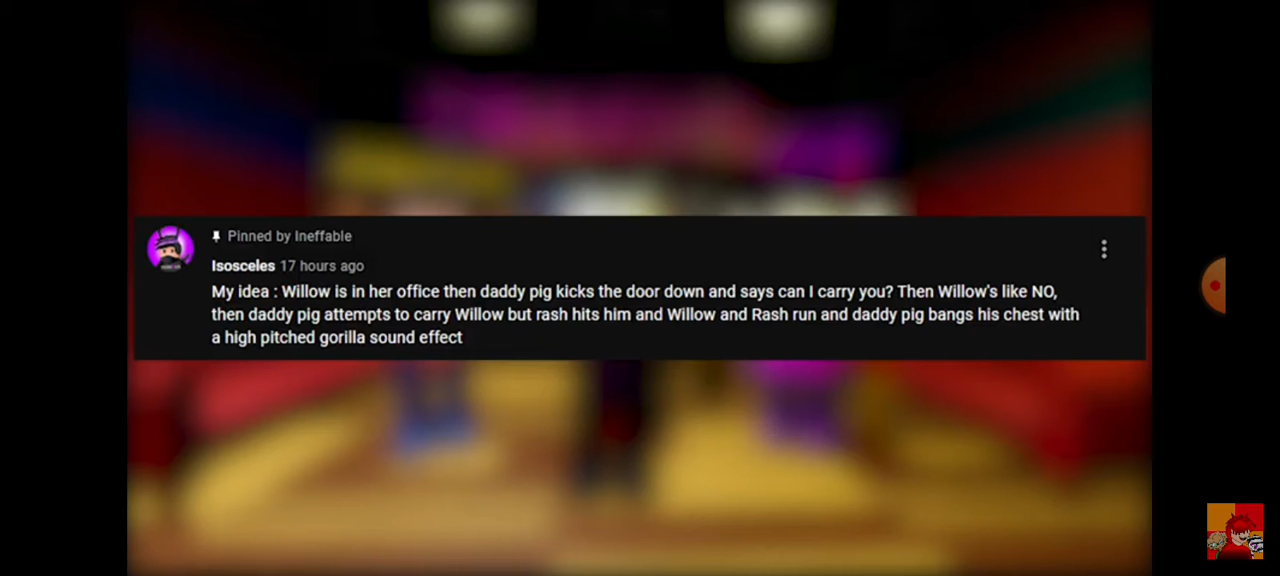 Pinned by Ineffable
Isosceles 17 hours ago
My idea : Willow is in her office then daddy pig kicks the door down and says can I carry you? Then Willow's like NO,
then daddy pig attempts to carry Willow but rash hits him and Willow and Rash run and daddy pig bangs his chest with
a high pitched gorilla sound effect